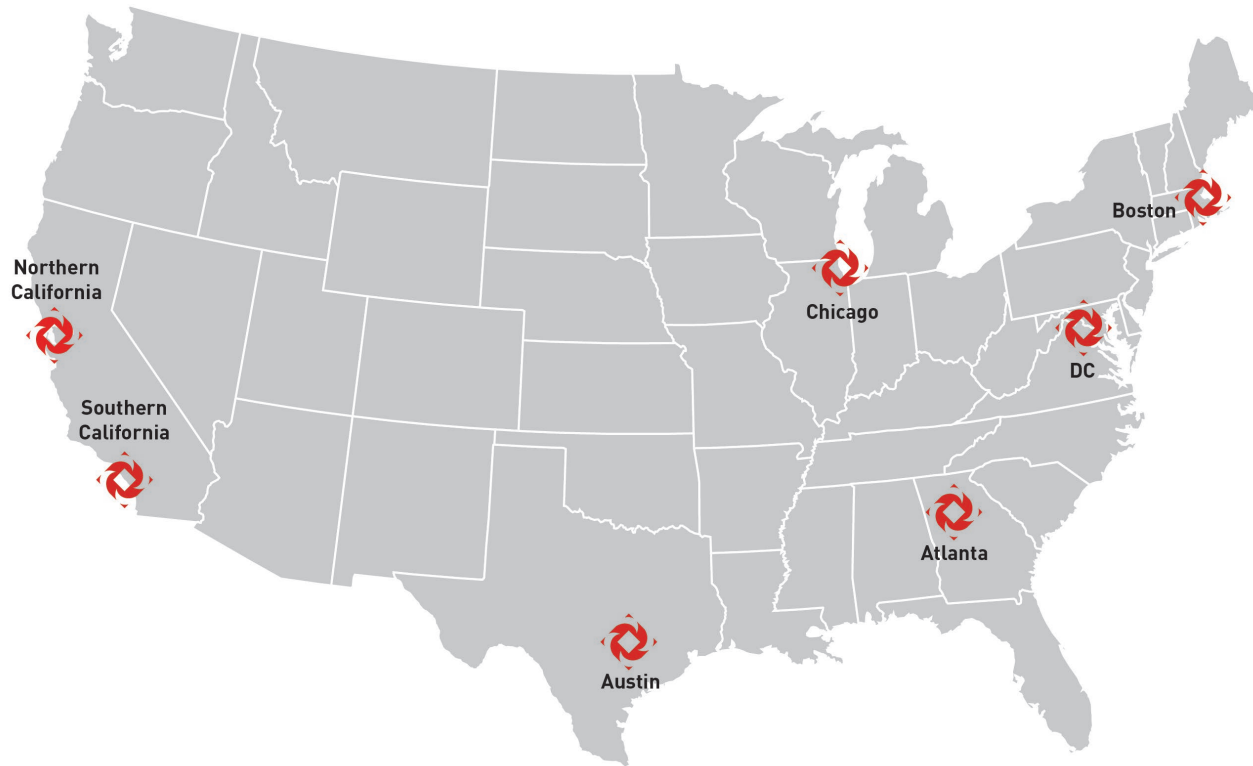 Boston
Northern
California
Chicago
DC
Southern
California
Atlanta
Austin